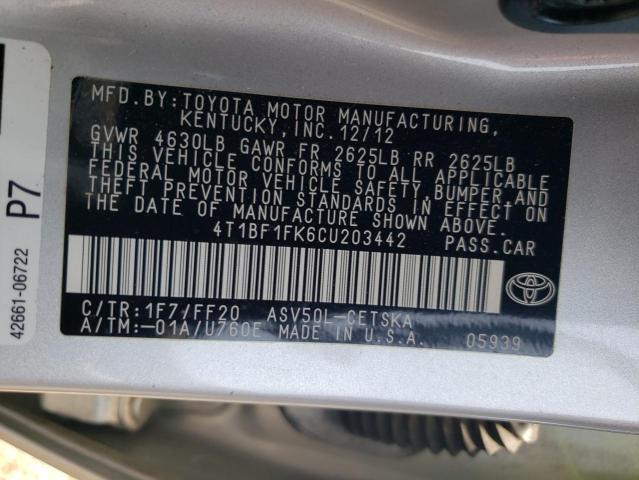 MFD. BY: TOYOTA MOTOR MANUFACTURING,
KENTUCKY, INC. 12/12
GVWR 4630LB GAWR FR 2625LB RR 2625LB
THIS VEHICLE CONFORMS TO ALL APPLICABLE
FEDERAL MOTOR VEHICLE SAFETY, BUMPER AND
THEFT PREVENTION STANDARDS IN EFFECT ON
THE DATE OF MANUFACTURE SHOWN ABOVE.
4T1BF1FK6CU203442 PASS.CAR
C/TR: 1F7/FF20 ASV50L-CETSKA
A/TM: -01A/U760E MADE IN U.S.A. 05939
42661-06722
P7